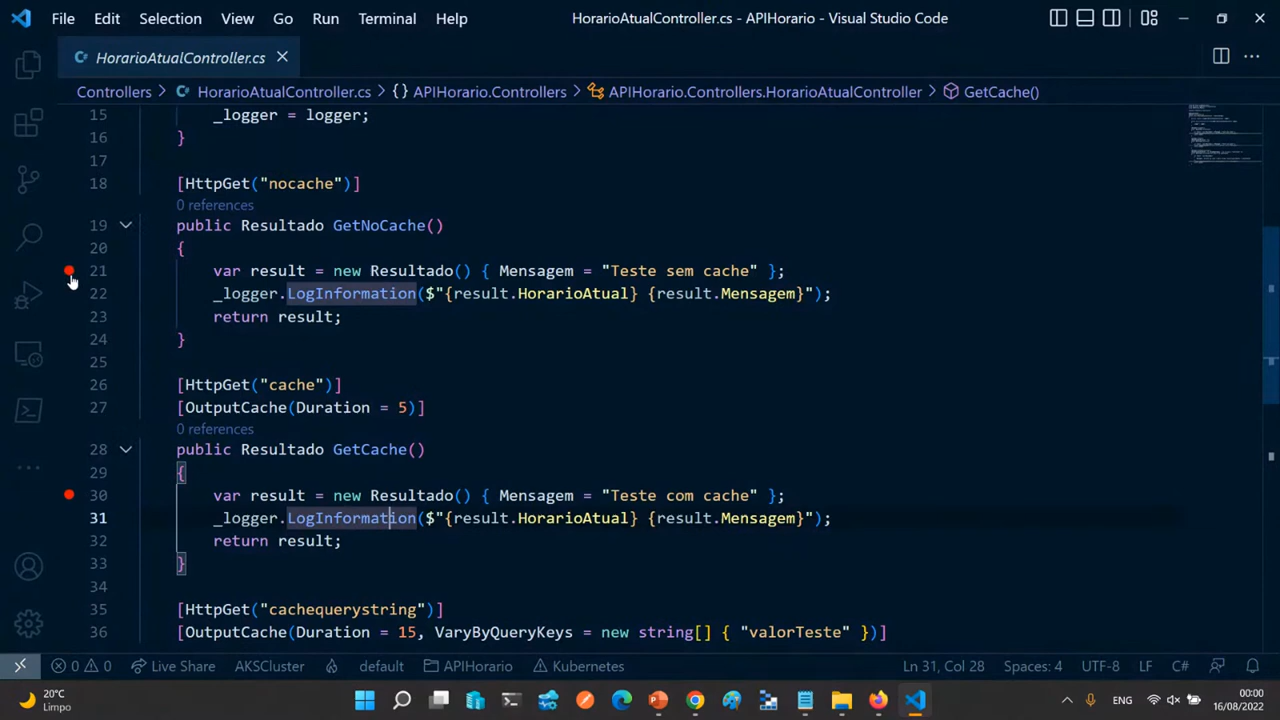 File Edit Selection View Go Run Terminal Help HorarioAtualController.cs - APIHorario - Visual Studio Code
C# HorarioAtualController.cs
Controllers > C# HorarioAtualController.cs > {} APIHorario.Controllers > APIHorario.Controllers.HorarioAtualController > GetCache()
15 _logger = logger;
16 }
17
18 [HttpGet("nocache")]
0 references
19 public Resultado GetNoCache()
20 {
21 var result = new Resultado() { Mensagem = "Teste sem cache" };
22 _logger.LogInformation($"{result.HorarioAtual} {result.Mensagem}");
23 return result;
24 }
25
26 [HttpGet("cache")]
27 [OutputCache(Duration = 5)]
0 references
28 public Resultado GetCache()
29 {
30 var result = new Resultado() { Mensagem = "Teste com cache" };
31 _logger.LogInformation($"{result.HorarioAtual} {result.Mensagem}");
32 return result;
33 }
34
35 [HttpGet("cachequerystring")]
36 [OutputCache(Duration = 15, VaryByQueryKeys = new string[] { "valorTeste" })]
0 0 Live Share AKSCluster default APIHorario Kubernetes Ln 31, Col 28 Spaces: 4 UTF-8 LF C#
20°C
Limpo
ENG
00:00
16/08/2022